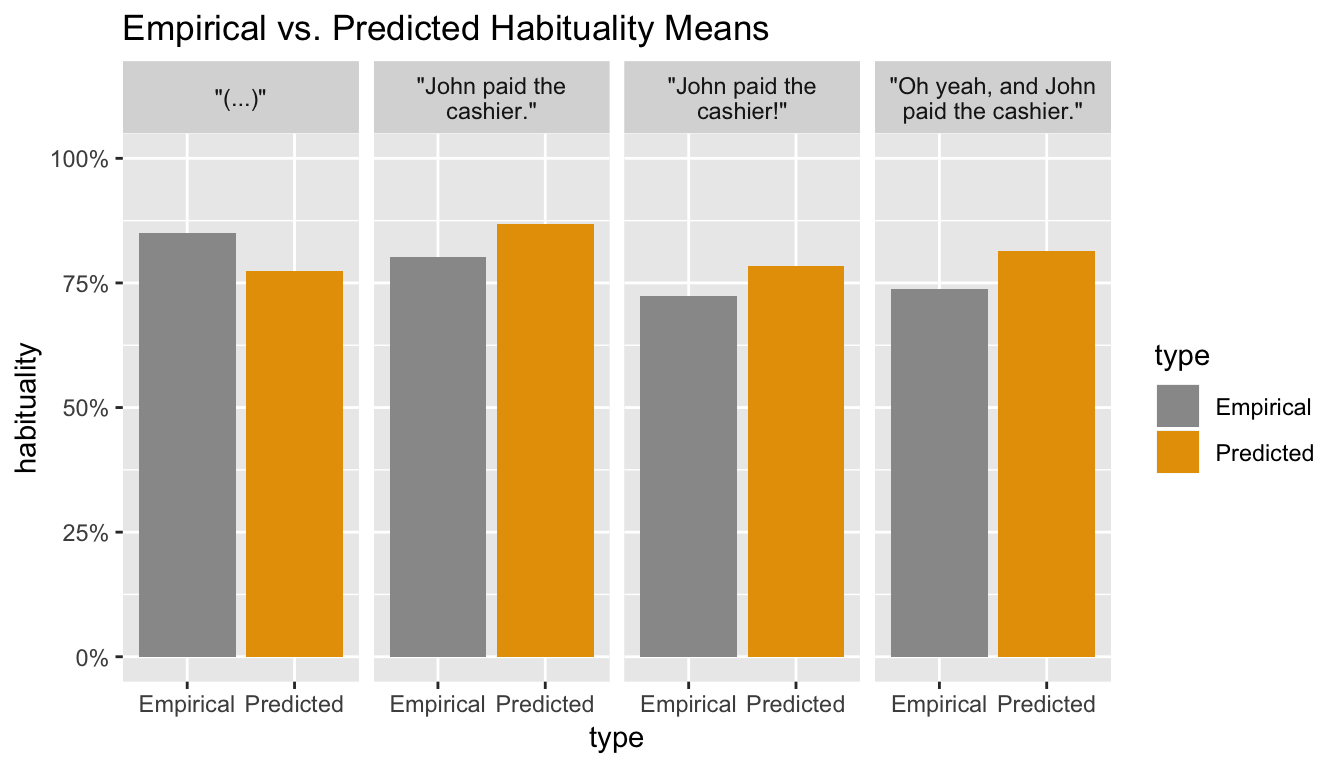 Empirical vs. Predicted Habituality Means
"(...)"
"John paid the
cashier."
"John paid the
cashier!"
"Oh yeah, and John
paid the cashier."
100%
75%
50%
25%
0%
habituality
Empirical Predicted
Empirical Predicted
Empirical Predicted
Empirical Predicted
type
type
Empirical
Predicted